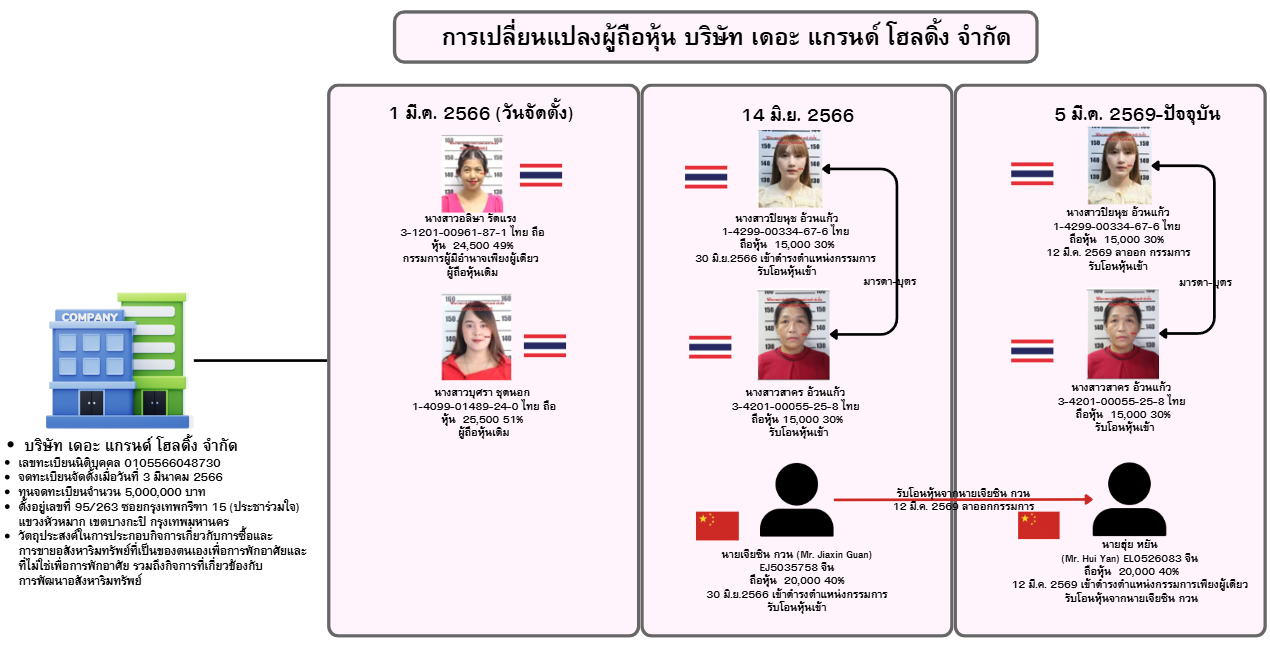 การเปลี่ยนแปลงผู้ถือหุ้น บริษัท เดอะ แกรนด์ โฮลดิ้ง จำกัด
COMPANY
บริษัท เดอะ แกรนด์ โฮลดิ้ง จำกัด
เลขทะเบียนนิติบุคคล 0105566048730
จดทะเบียนจัดตั้งเมื่อวันที่ 3 มีนาคม 2566
ทุนจดทะเบียนจำนวน 5,000,000 บาท
ตั้งอยู่เลขที่ 95/263 ซอยกรุงเทพกรีฑา 15 (ประชาร่วมใจ)
แขวงหัวหมาก เขตบางกะปิ กรุงเทพมหานคร
วัตถุประสงค์ในการประกอบกิจการเกี่ยวกับการซื้อและ
การขายอสังหาริมทรัพย์ที่เป็นของตนเองเพื่อการพักอาศัยและ
ที่ไม่ใช่เพื่อการพักอาศัย รวมถึงกิจการที่เกี่ยวข้องกับ
การพัฒนาอสังหาริมทรัพย์
1 มี.ค. 2566 (วันจัดตั้ง)
นางสาวอลิษา รัดแรง
3-1201-00961-87-1 ไทย ถือ
หุ้น 24,500 49%
กรรมการผู้มีอำนาจเพียงผู้เดียว
ผู้ถือหุ้นเดิม
นางสาวบุศรา ชุดนอก
1-4099-01489-24-0 ไทย ถือ
หุ้น 25,500 51%
ผู้ถือหุ้นเดิม
14 มิ.ย. 2566
นางสาวปิยนุช อ้วนแก้ว
1-4299-00334-67-6 ไทย
ถือหุ้น 15,000 30%
30 มิ.ย.2566 เข้าดำรงตำแหน่งกรรมการ
รับโอนหุ้นเข้า
มารดา-บุตร
นางสาวสาคร อ้วนแก้ว
3-4201-00055-25-8 ไทย
ถือหุ้น 15,000 30%
รับโอนหุ้นเข้า
นายเจียซิน กวน (Mr. Jiaxin Guan)
EJ5035758 จีน
ถือหุ้น 20,000 40%
30 มิ.ย.2566 เข้าดำรงตำแหน่งกรรมการ
รับโอนหุ้นเข้า
รับโอนหุ้นจากนายเจียซิน กวน
12 มี.ค. 2569 ลาออกกรรมการ
5 มี.ค. 2569-ปัจจุบัน
นางสาวปิยนุช อ้วนแก้ว
1-4299-00334-67-6 ไทย
ถือหุ้น 15,000 30%
12 มี.ค. 2569 ลาออก กรรมการ
รับโอนหุ้นเข้า
มารดา-บุตร
นางสาวสาคร อ้วนแก้ว
3-4201-00055-25-8 ไทย
ถือหุ้น 15,000 30%
รับโอนหุ้นเข้า
นายฮุ่ย หยัน
(Mr. Hui Yan) EL0526083 จีน
ถือหุ้น 20,000 40%
12 มี.ค. 2569 เข้าดำรงตำแหน่งกรรมการเพียงผู้เดียว
รับโอนหุ้นจากนายเจียซิน กวน